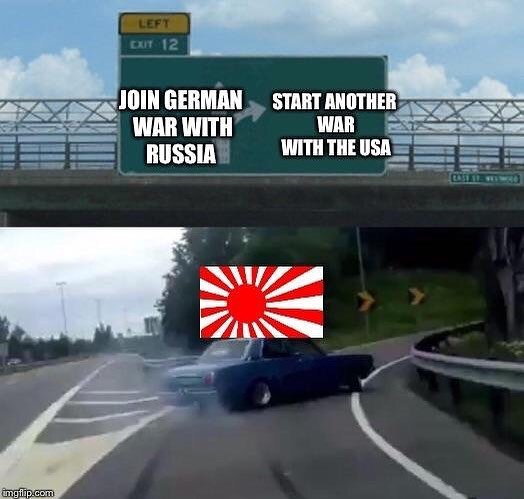 LEFT
EXIT 12
JOIN GERMAN
WAR WITH
RUSSIA
START ANOTHER
WAR
WITH THE USA
imgflip.com